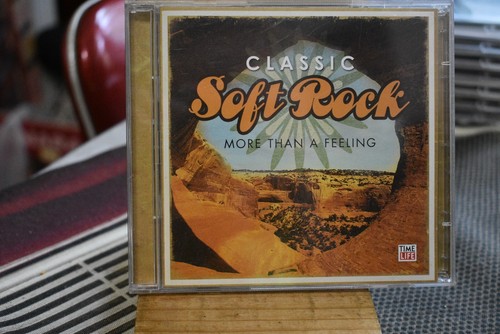 CLASSIC
Soft Rock
MORE THAN A FEELING
TIME
LIFE